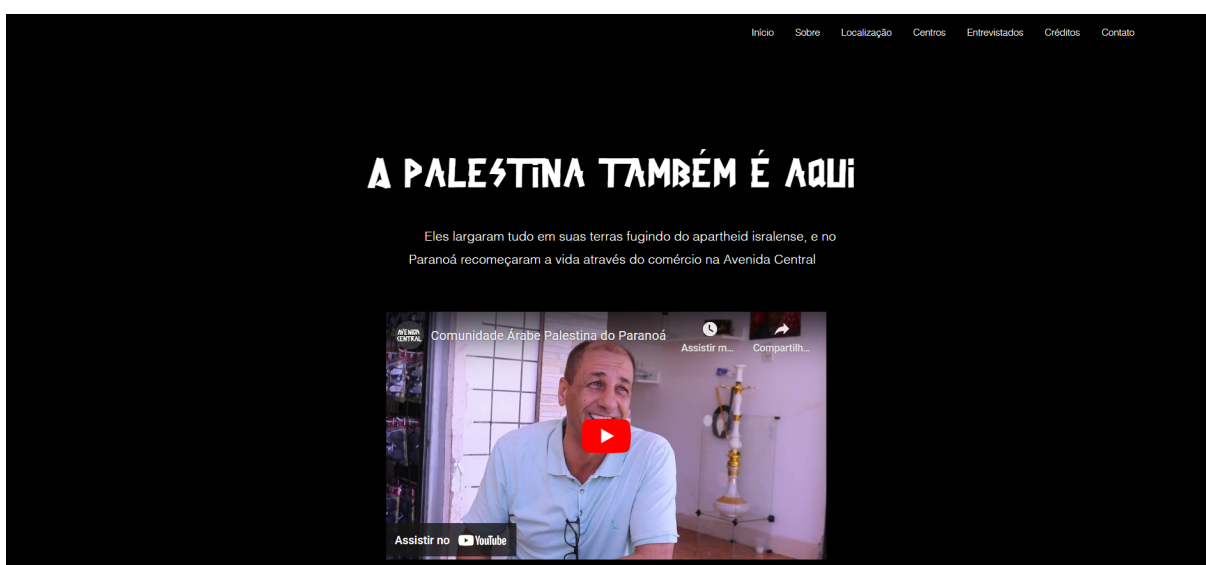 Início Sobre Localização Centros Entrevistados Créditos Contato
A PALESTINA TAMBÉM É AQUI
Eles largaram tudo em suas terras fugindo do apartheid isralense, e no
Paranoá recomeçaram a vida através do comércio na Avenida Central
AVENIDA
CENTRAL
Comunidade Árabe Palestina do Paranoá
Assistir m...
Compartilh...
Assistir no YouTube